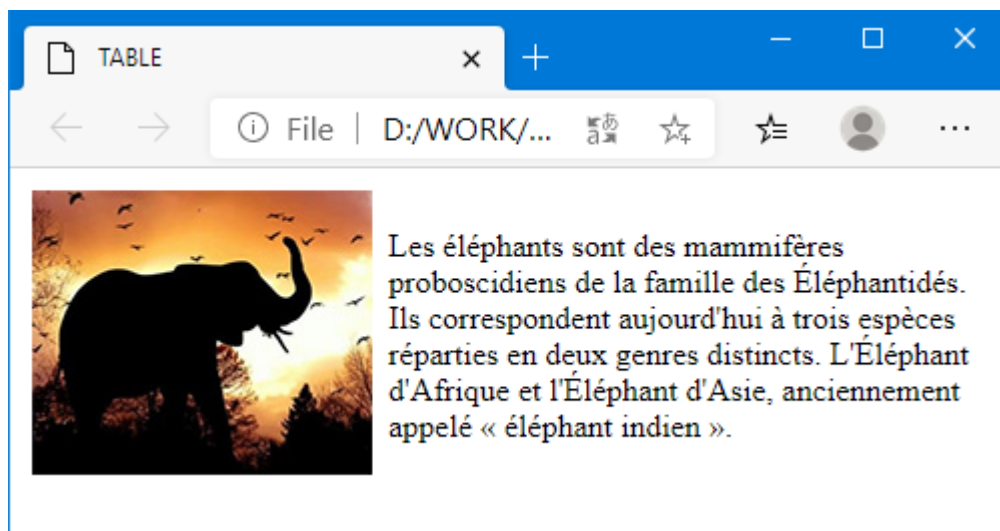 TABLE
File D:/WORK/...
Les éléphants sont des mammifères
proboscidiens de la famille des Éléphantidés.
Ils correspondent aujourd'hui à trois espèces
réparties en deux genres distincts. L'Éléphant
d'Afrique et l'Éléphant d'Asie, anciennement
appelé « éléphant indien ».